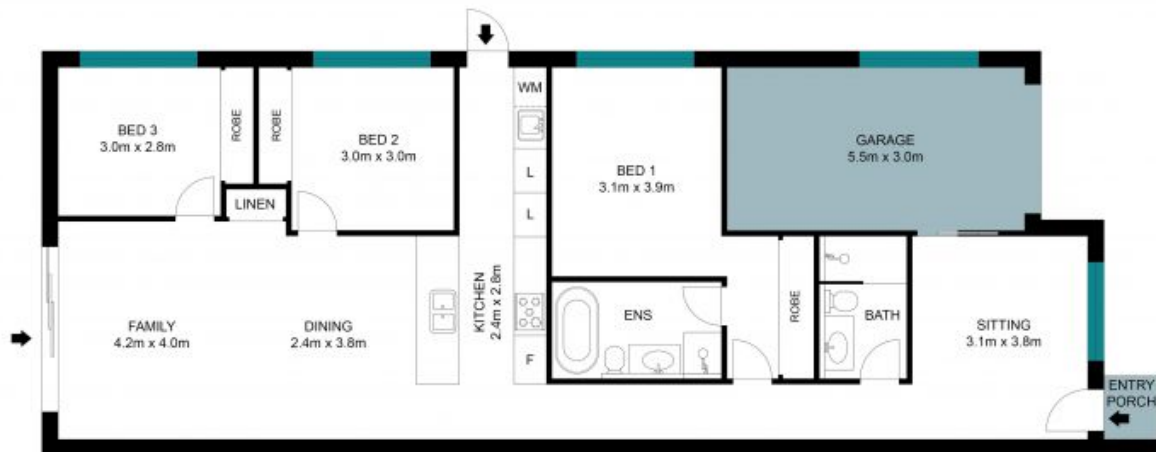 BED 3
3.0m x 2.8m
ROBE
ROBE
BED 2
3.0m x 3.0m
LINEN
WM
L
L
KITCHEN
2.4m x 2.8m
F
BED 1
3.1m x 3.9m
GARAGE
5.5m x 3.0m
FAMILY
4.2m x 4.0m
DINING
2.4m x 3.8m
ENS
ROBE
BATH
SITTING
3.1m x 3.8m
ENTRY
PORCH